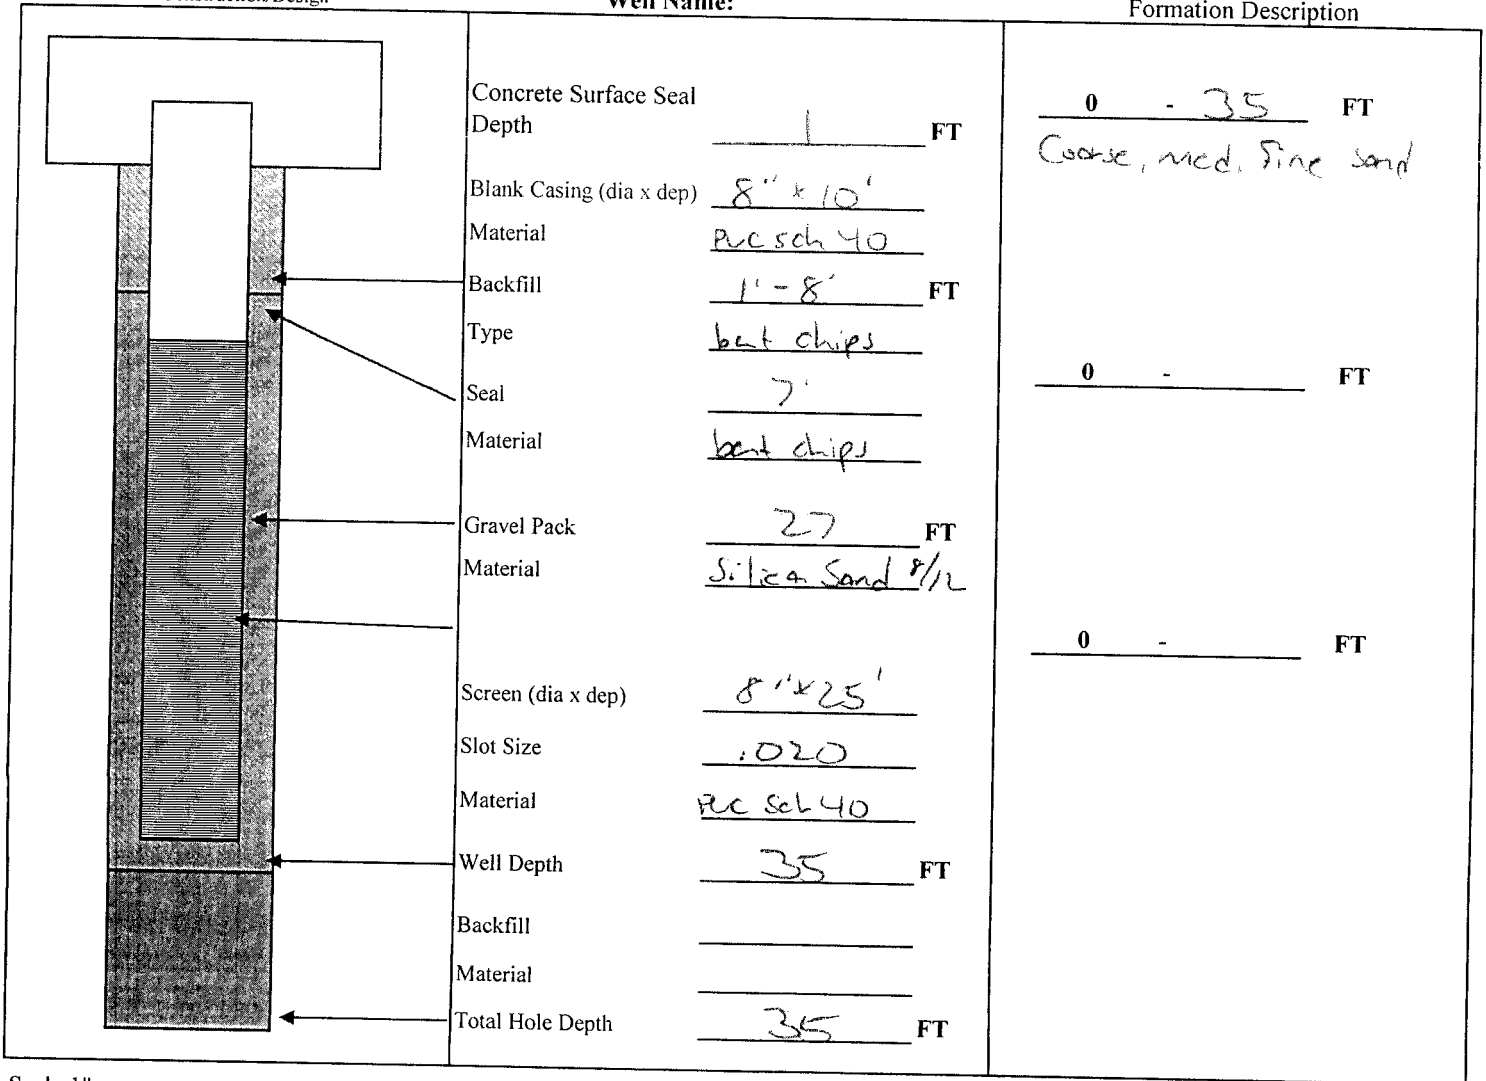 Construction/Design
Well Name:
Formation Description
Concrete Surface Seal
Depth 1 FT
Blank Casing (dia x dep) 8" x 10'
Material PVC sch 40
Backfill 1' - 8' FT
Type bent chips
Seal 7'
Material bent chips
Gravel Pack 27 FT
Material Silica Sand 8/12
Screen (dia x dep) 8" x 25'
Slot Size .020
Material PVC Sch 40
Well Depth 35 FT
Backfill
Material
Total Hole Depth 35 FT
0 - 35 FT
Coarse, med, fine sand
0 - FT
0 - FT